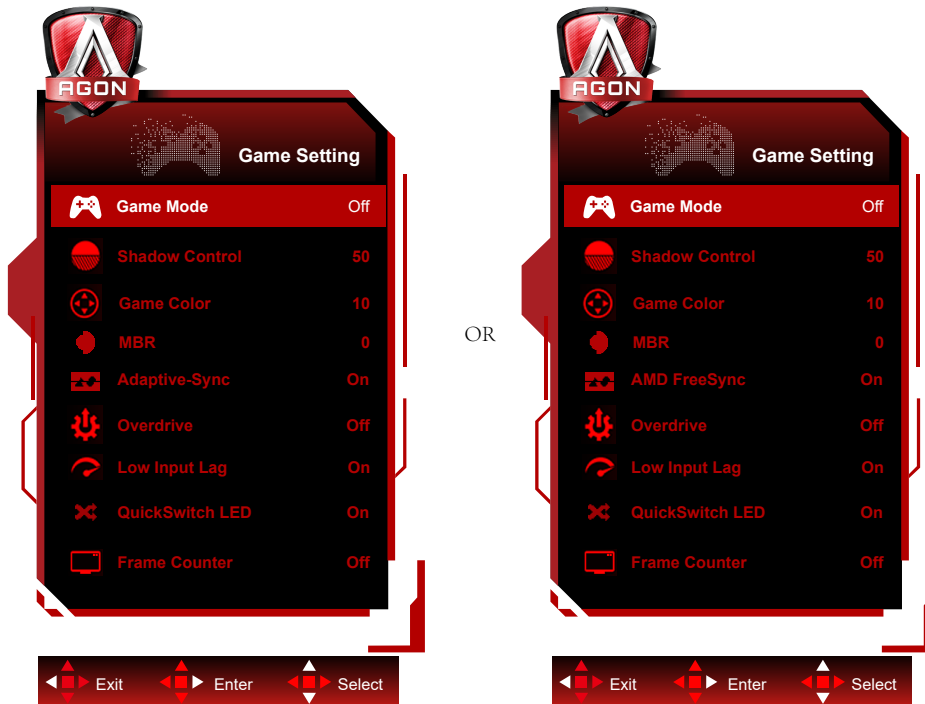 AGON
Game Setting
Game Mode Off
Shadow Control 50
Game Color 10
MBR 0
Adaptive-Sync On
Overdrive Off
Low Input Lag On
QuickSwitch LED On
Frame Counter Off
Exit Enter Select
OR
AGON
Game Setting
Game Mode Off
Shadow Control 50
Game Color 10
MBR 0
AMD FreeSync On
Overdrive Off
Low Input Lag On
QuickSwitch LED On
Frame Counter Off
Exit Enter Select